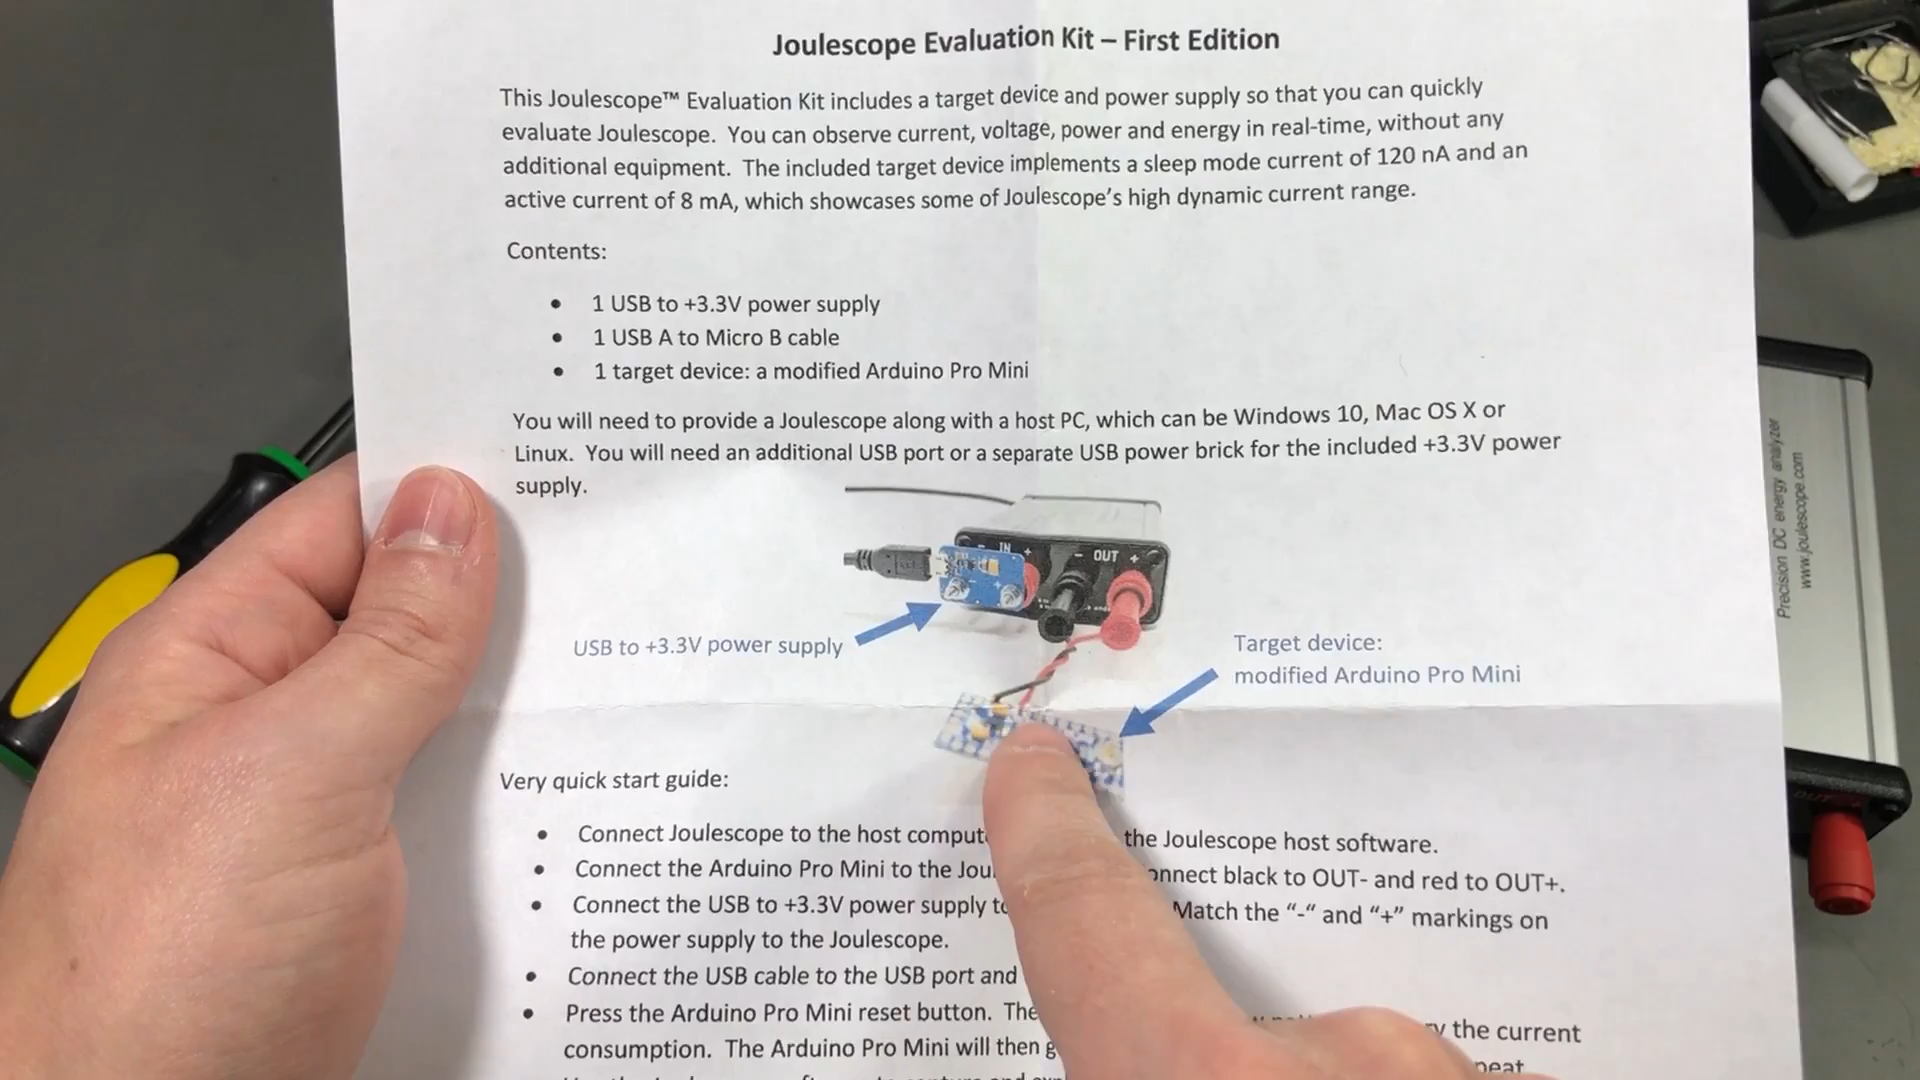 Joulescope Evaluation Kit – First Edition
This Joulescope™ Evaluation Kit includes a target device and power supply so that you can quickly
evaluate Joulescope. You can observe current, voltage, power and energy in real-time, without any
additional equipment. The included target device implements a sleep mode current of 120 nA and an
active current of 8 mA, which showcases some of Joulescope's high dynamic current range.
Contents:
• 1 USB to +3.3V power supply
• 1 USB A to Micro B cable
• 1 target device: a modified Arduino Pro Mini
You will need to provide a Joulescope along with a host PC, which can be Windows 10, Mac OS X or
Linux. You will need an additional USB port or a separate USB power brick for the included +3.3V power
supply.
- IN +
- OUT +
USB to +3.3V power supply
Target device:
modified Arduino Pro Mini
Very quick start guide:
• Connect Joulescope to the host the Joulescope host software.
• Connect the Arduino Pro Mini to the black to OUT- and red to OUT+.
• Connect the USB to +3.3V power supply Match the "-" and "+" markings on
the power supply to the Joulescope.
• Connect the USB cable to the USB port and
• Press the Arduino Pro Mini reset button. the current
consumption. The Arduino Pro Mini will then
Precision DC energy analyzer
www.joulescope.com
OUT